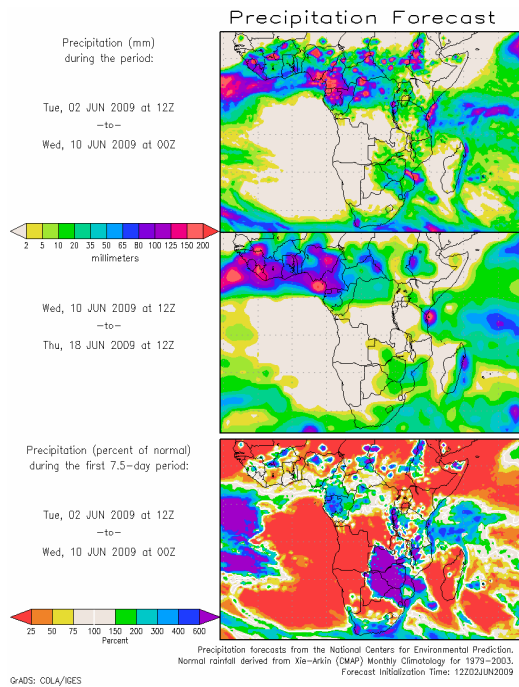 Precipitation Forecast
Precipitation (mm)
during the period:
Tue, 02 JUN 2009 at 12Z
-to-
Wed, 10 JUN 2009 at 00Z
2 5 10 20 35 50 65 80 100 125 150 200
millimeters
Wed, 10 JUN 2009 at 12Z
-to-
Thu, 18 JUN 2009 at 12Z
Precipitation (percent of normal)
during the first 7.5-day period:
Tue, 02 JUN 2009 at 12Z
-to-
Wed, 10 JUN 2009 at 00Z
25 50 75 100 150 200 300 400 600
Percent
Precipitation forecasts from the National Centers for Environmental Prediction.
Normal rainfall derived from Xie-Arkin (CMAP) Monthly Climatology for 1979-2003.
Forecast Initialization Time: 12Z02JUN2009
GrADS: COLA/IGES